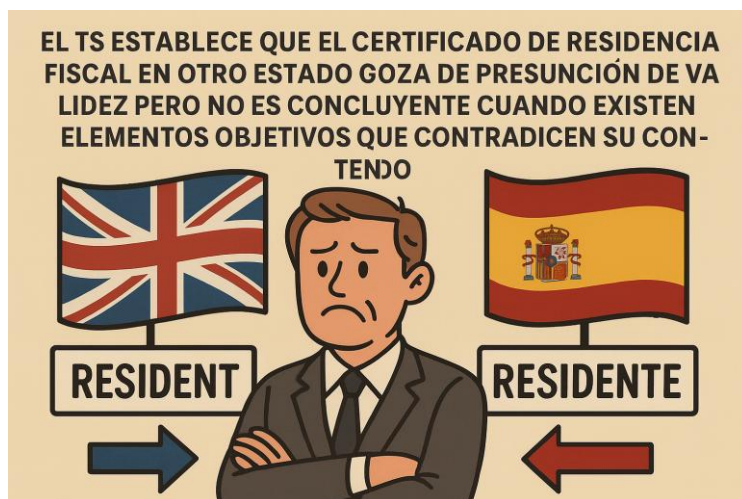 EL TS ESTABLECE QUE EL CERTIFICADO DE RESIDENCIA
FISCAL EN OTRO ESTADO GOZA DE PRESUNCIÓN DE VA
LIDEZ PERO NO ES CONCLUYENTE CUANDO EXISTEN
ELEMENTOS OBJETIVOS QUE CONTRADICEN SU CON-
TENDO
RESIDENT
RESIDENTE